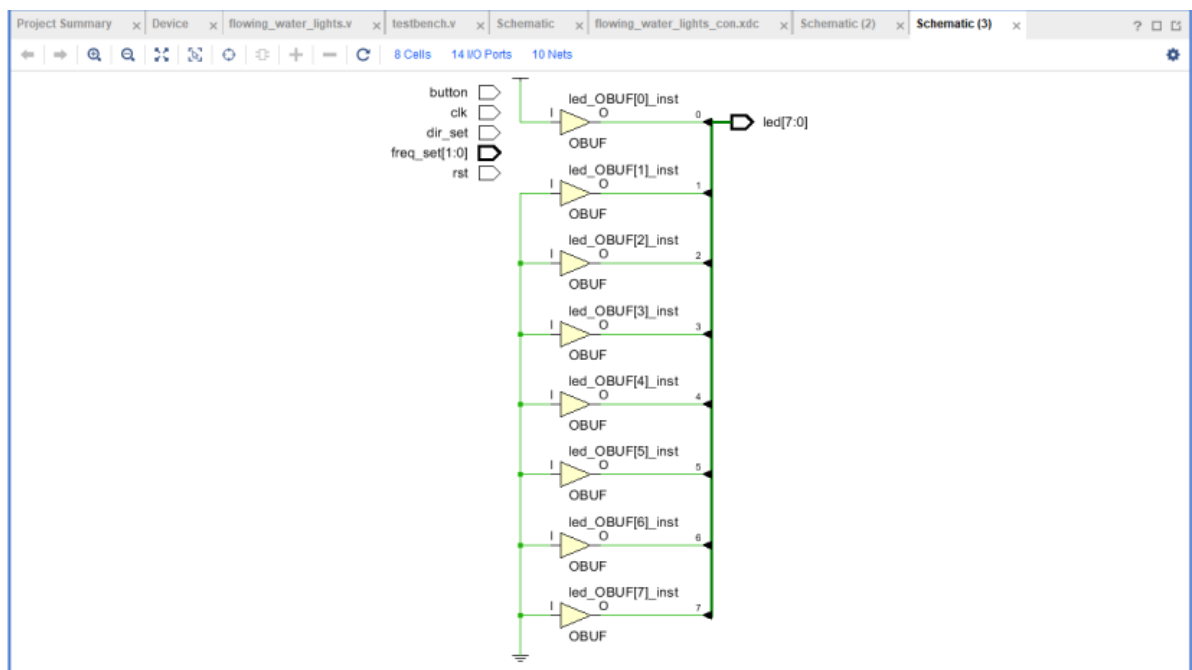 Project Summary × Device × flowing_water_lights.v × testbench.v × Schematic × flowing_water_lights_con.xdc × Schematic (2) × Schematic (3) × ?
8 Cells 14 I/O Ports 10 Nets
button
clk
dir_set
freq_set[1:0]
rst
led_OBUF[0]_inst
I O 0
OBUF
led[7:0]
led_OBUF[1]_inst
I O 1
OBUF
led_OBUF[2]_inst
I O 2
OBUF
led_OBUF[3]_inst
I O 3
OBUF
led_OBUF[4]_inst
I O 4
OBUF
led_OBUF[5]_inst
I O 5
OBUF
led_OBUF[6]_inst
I O 6
OBUF
led_OBUF[7]_inst
I O 7
OBUF